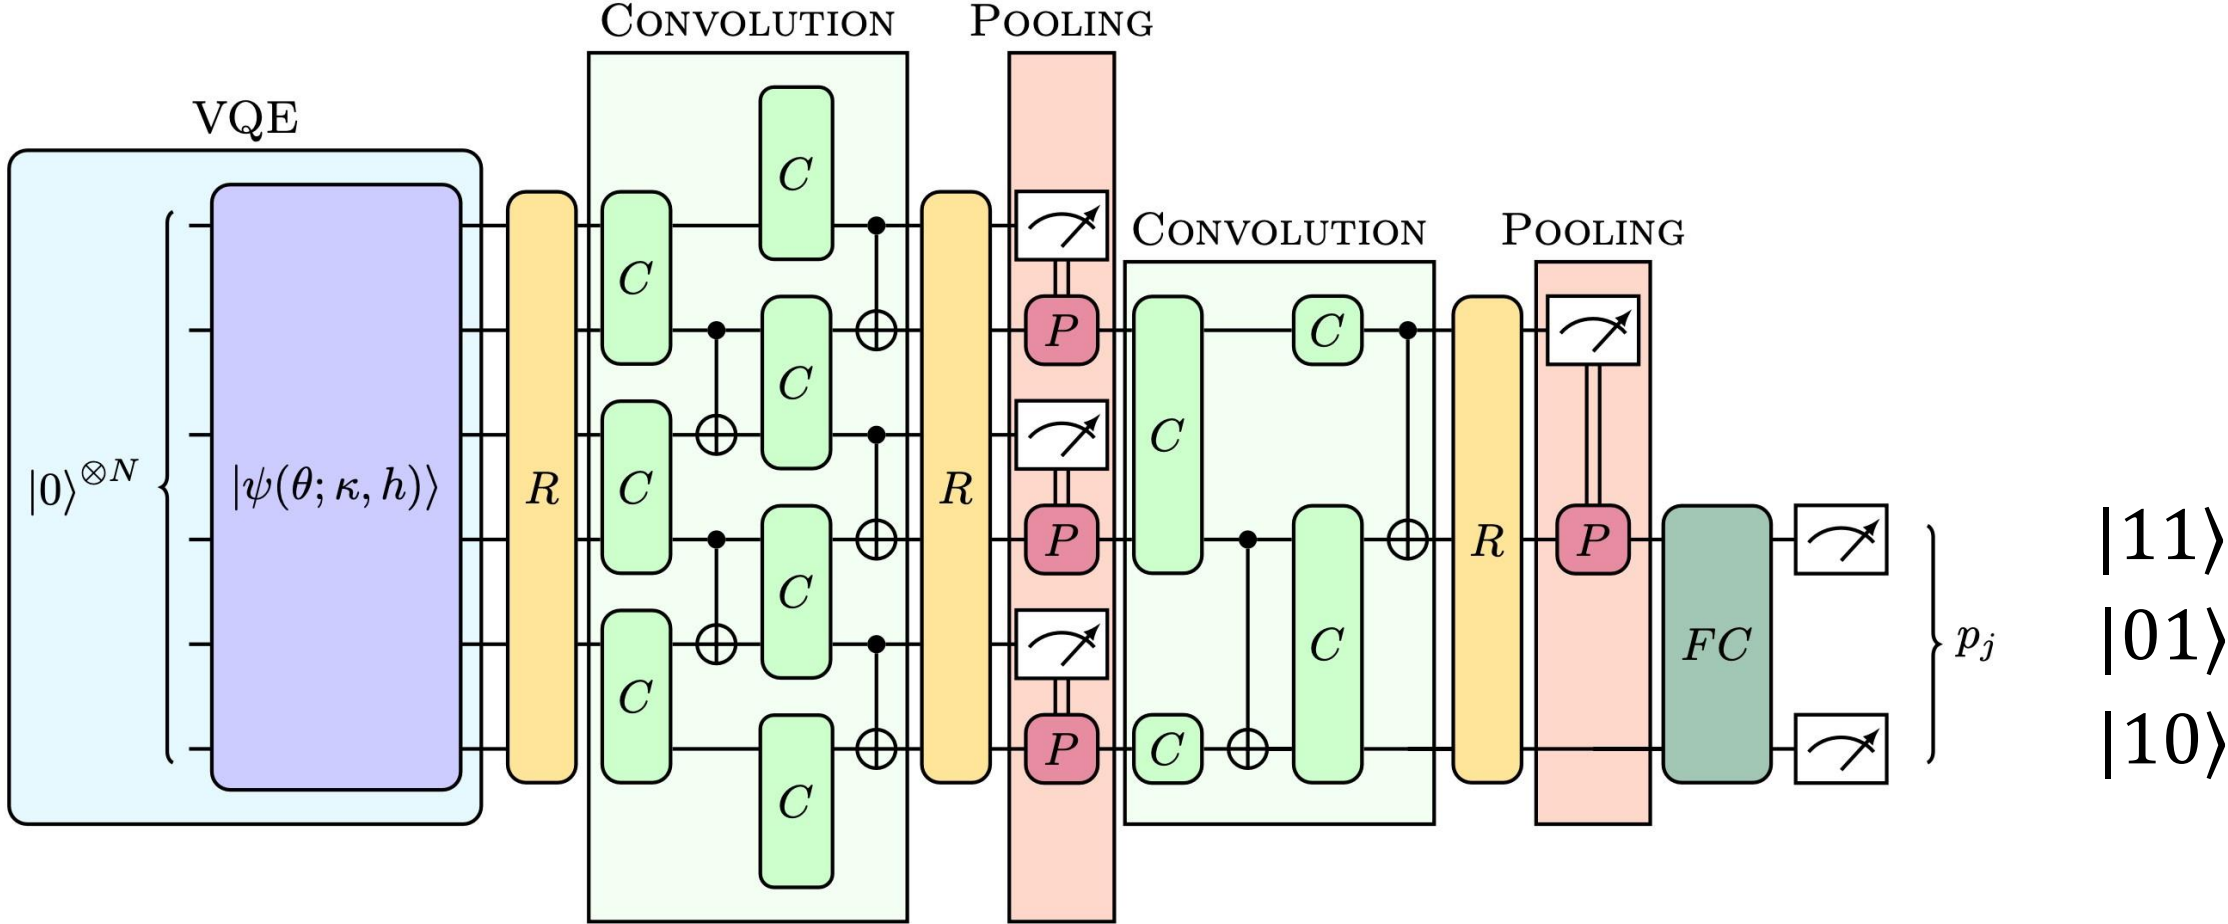 CONVOLUTION
POOLING
VQE
|0⟩⊗N
|ψ(θ; κ, h)⟩
R
C
C
C
C
C
C
C
R
P
P
P
CONVOLUTION
POOLING
C
C
C
C
R
P
FC
p_j
|11⟩
|01⟩
|10⟩